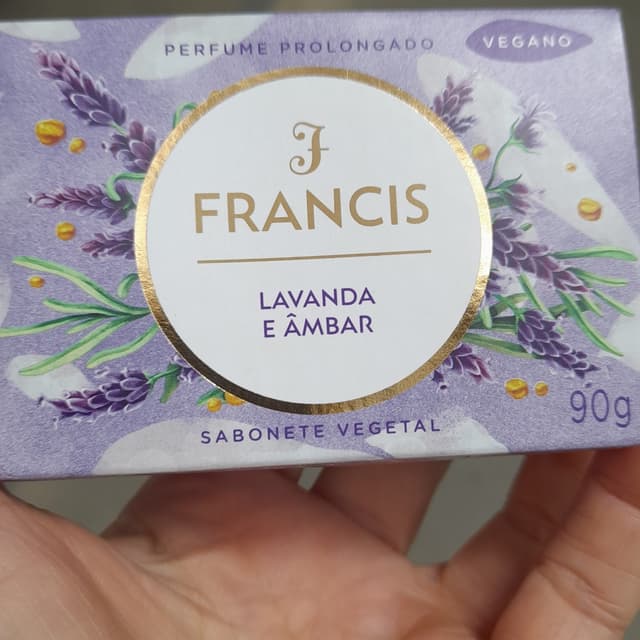 PERFUME PROLONGADO
VEGANO
F
FRANCIS
LAVANDA
E ÂMBAR
SABONETE VEGETAL
90g